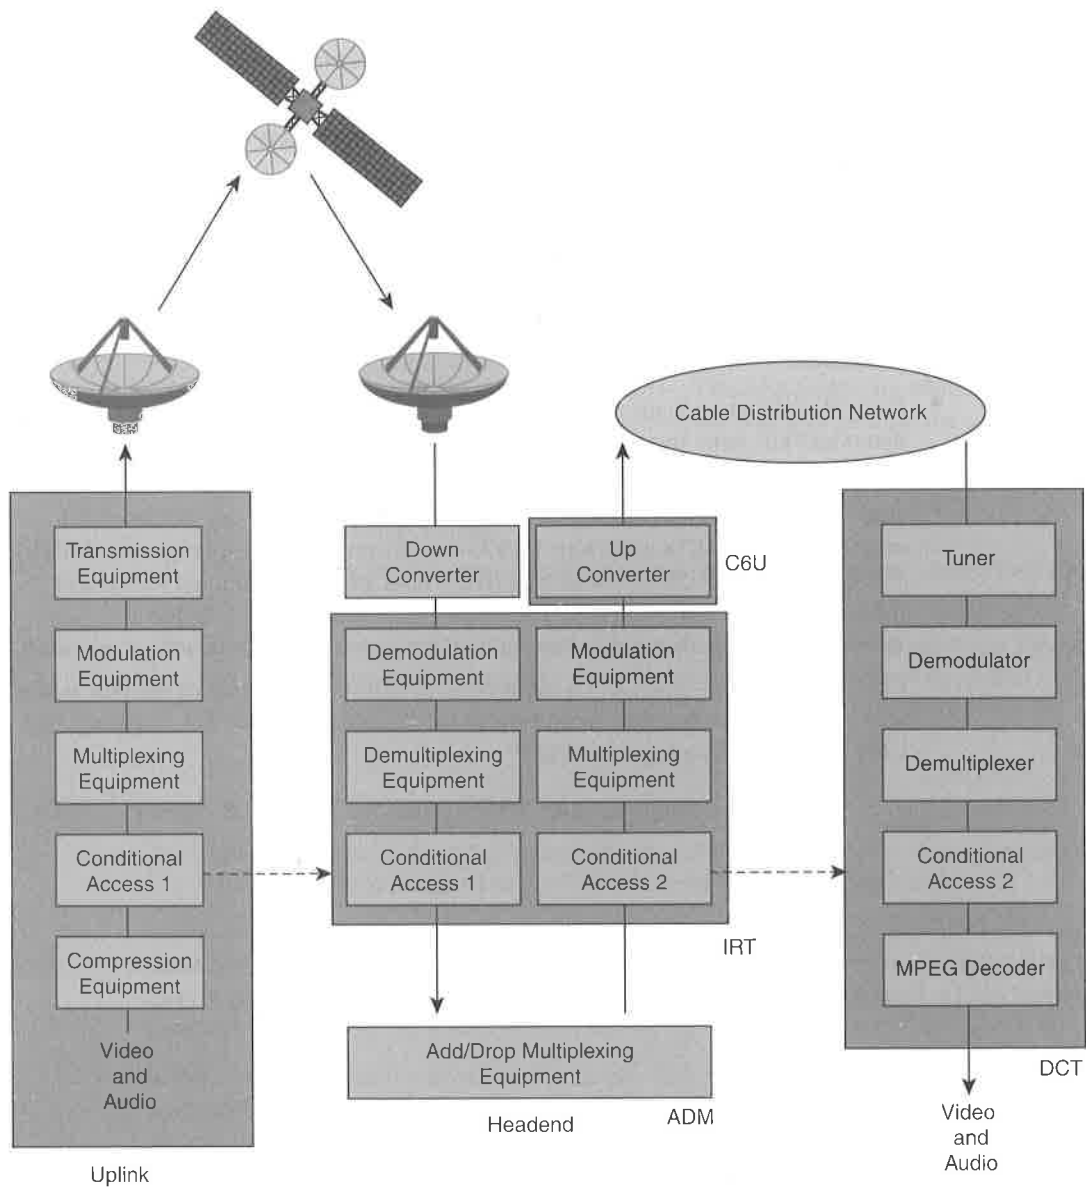 Cable Distribution Network
Transmission
Equipment
Modulation
Equipment
Multiplexing
Equipment
Conditional
Access 1
Compression
Equipment
Video
and
Audio
Uplink
Down
Converter
Demodulation
Equipment
Demultiplexing
Equipment
Conditional
Access 1
Up
Converter
C6U
Modulation
Equipment
Multiplexing
Equipment
Conditional
Access 2
IRT
Add/Drop Multiplexing
Equipment
Headend
ADM
Tuner
Demodulator
Demultiplexer
Conditional
Access 2
MPEG Decoder
DCT
Video
and
Audio